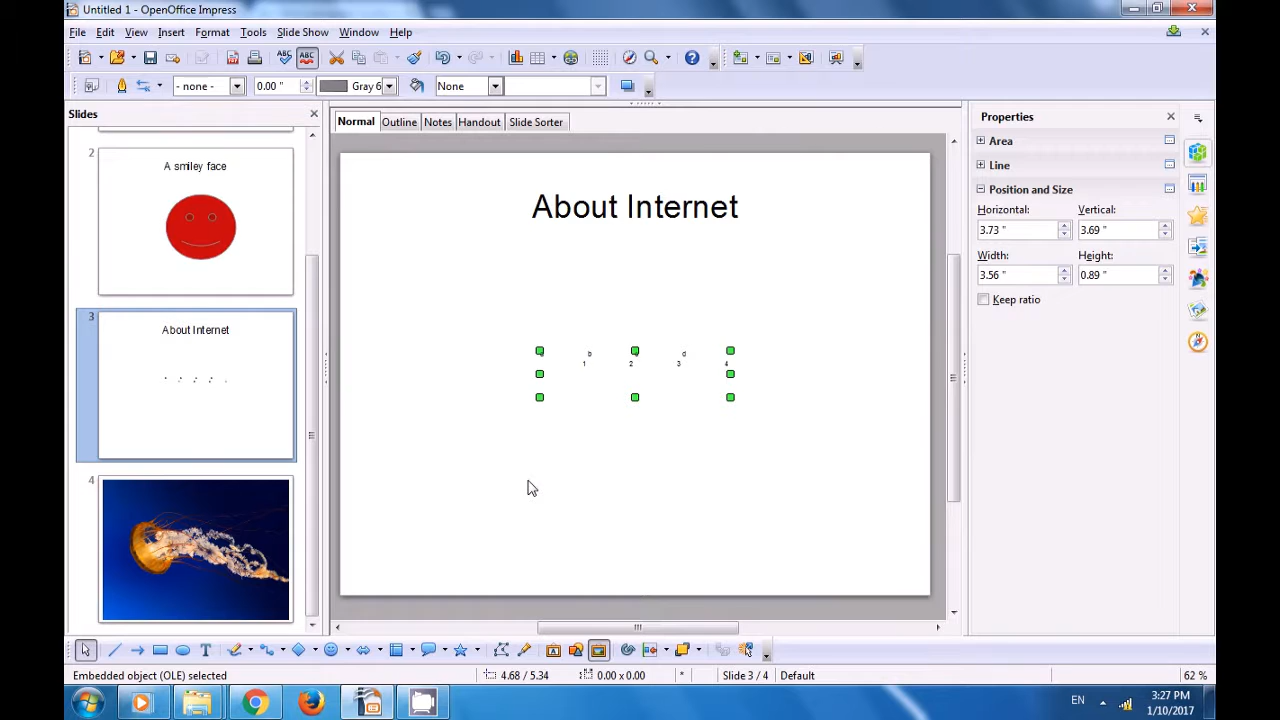 Untitled 1 - OpenOffice Impress
File Edit View Insert Format Tools Slide Show Window Help
- none - 0.00 " Gray 6 None
Slides
Normal Outline Notes Handout Slide Sorter
2
A smiley face
3
About Internet
4
About Internet
b d
1 2 3 4
Properties
Area
Line
Position and Size
Horizontal: Vertical:
3.73 " 3.69 "
Width: Height:
3.56 " 0.89 "
Keep ratio
Embedded object (OLE) selected 4.68 / 5.34 0.00 x 0.00 * Slide 3 / 4 Default 62 %
EN 3:27 PM
1/10/2017